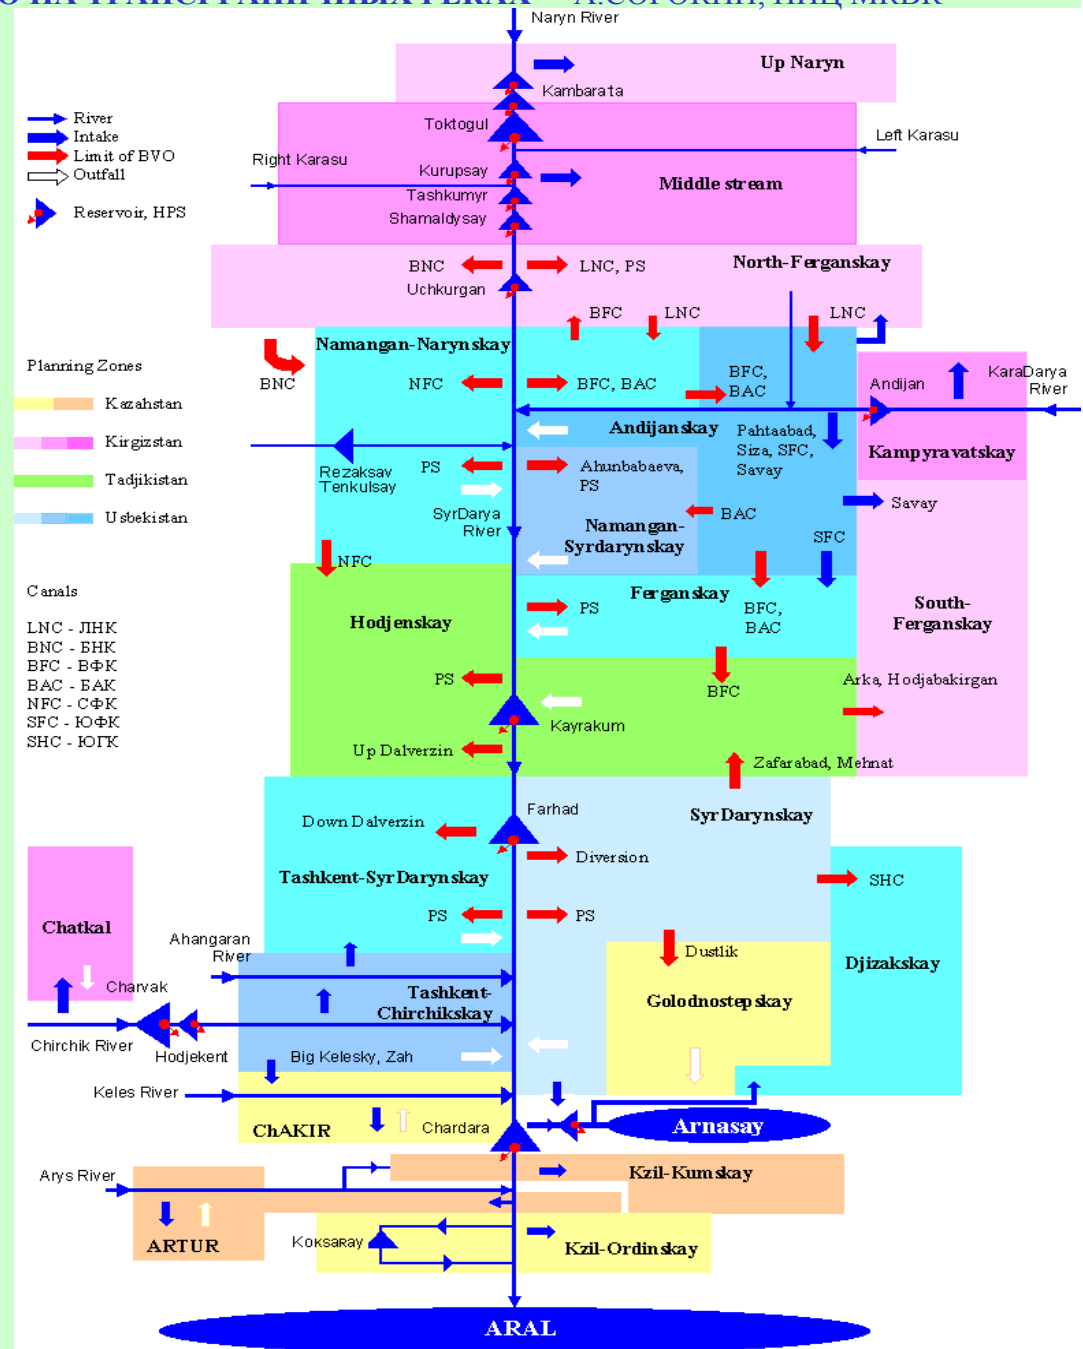 О НА ТРАНСГРАНИЧНЫХ РЕКАХ А.СОРОКИН, НИЦ МКВК
Naryn River
Up Naryn
Kambarata
River
Intake
Limit of BVO
Outfall
Reservoir, HPS
Toktogul
Left Karasu
Right Karasu
Kurupsay
Middle stream
Tashkumyr
Shamaldysay
BNC
LNC, PS
North-Ferganskay
Uchkurgan
BFC
LNC
LNC
Namangan-Narynskay
Planning Zones
BNC
NFC
BFC, BAC
BFC,
BAC
Andijan
KaraDarya
River
Kazahstan
Kirgizstan
Tadjikistan
Usbekistan
Andijanskay
Pahtaabad,
Siza, SFC,
Savay
Kampyravatskay
Rezaksav
Tenkulsay
PS
Ahunbabaeva,
PS
Savay
SyrDarya
River
Namangan-
Syrdarynskay
BAC
SFC
NFC
Canals
LNC - ЛНК
BNC - БНК
BFC - ВФК
BAC - БАК
NFC - СФК
SFC - ЮФК
SHC - ЮГК
Ferganskay
Hodjenskay
PS
BFC,
BAC
South-
Ferganskay
PS
BFC
Arka, Hodjabakirgan
Kayrakum
Up Dalverzin
Zafarabad, Mehnat
Farhad
SyrDarynskay
Down Dalverzin
Diversion
Tashkent-SyrDarynskay
SHC
PS
PS
Chatkal
Ahangaran
River
Dustlik
Djizakskay
Charvak
Tashkent-
Chirchikskay
Golodnostepskay
Chirchik River
Hodjekent
Big Kelesky, Zah
Keles River
ChAKIR
Chardara
Arnasay
Arys River
Kzil-Kumskay
ARTUR
Koksaray
Kzil-Ordinskay
ARAL